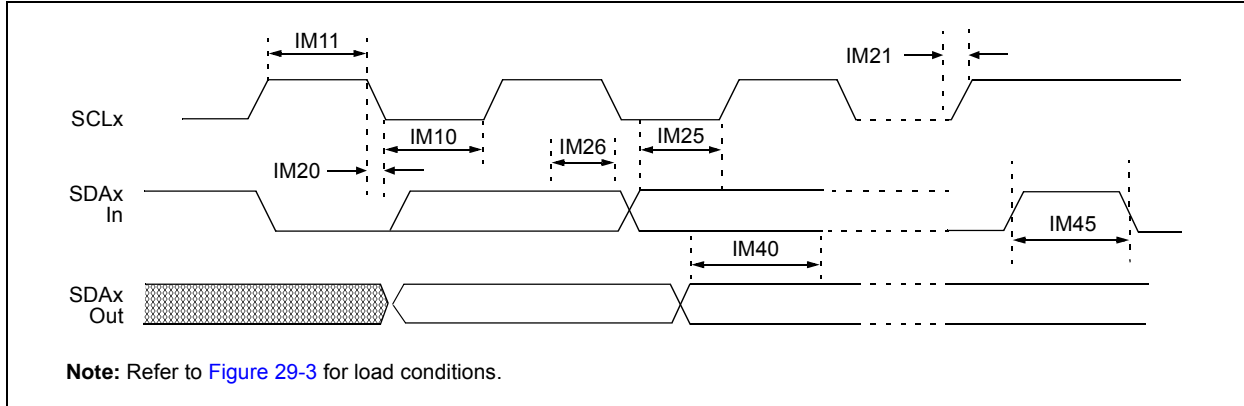 IM11
IM21
SCLx
IM10
IM26
IM25
IM20
SDAx
In
IM45
IM40
SDAx
Out
Note: Refer to Figure 29-3 for load conditions.